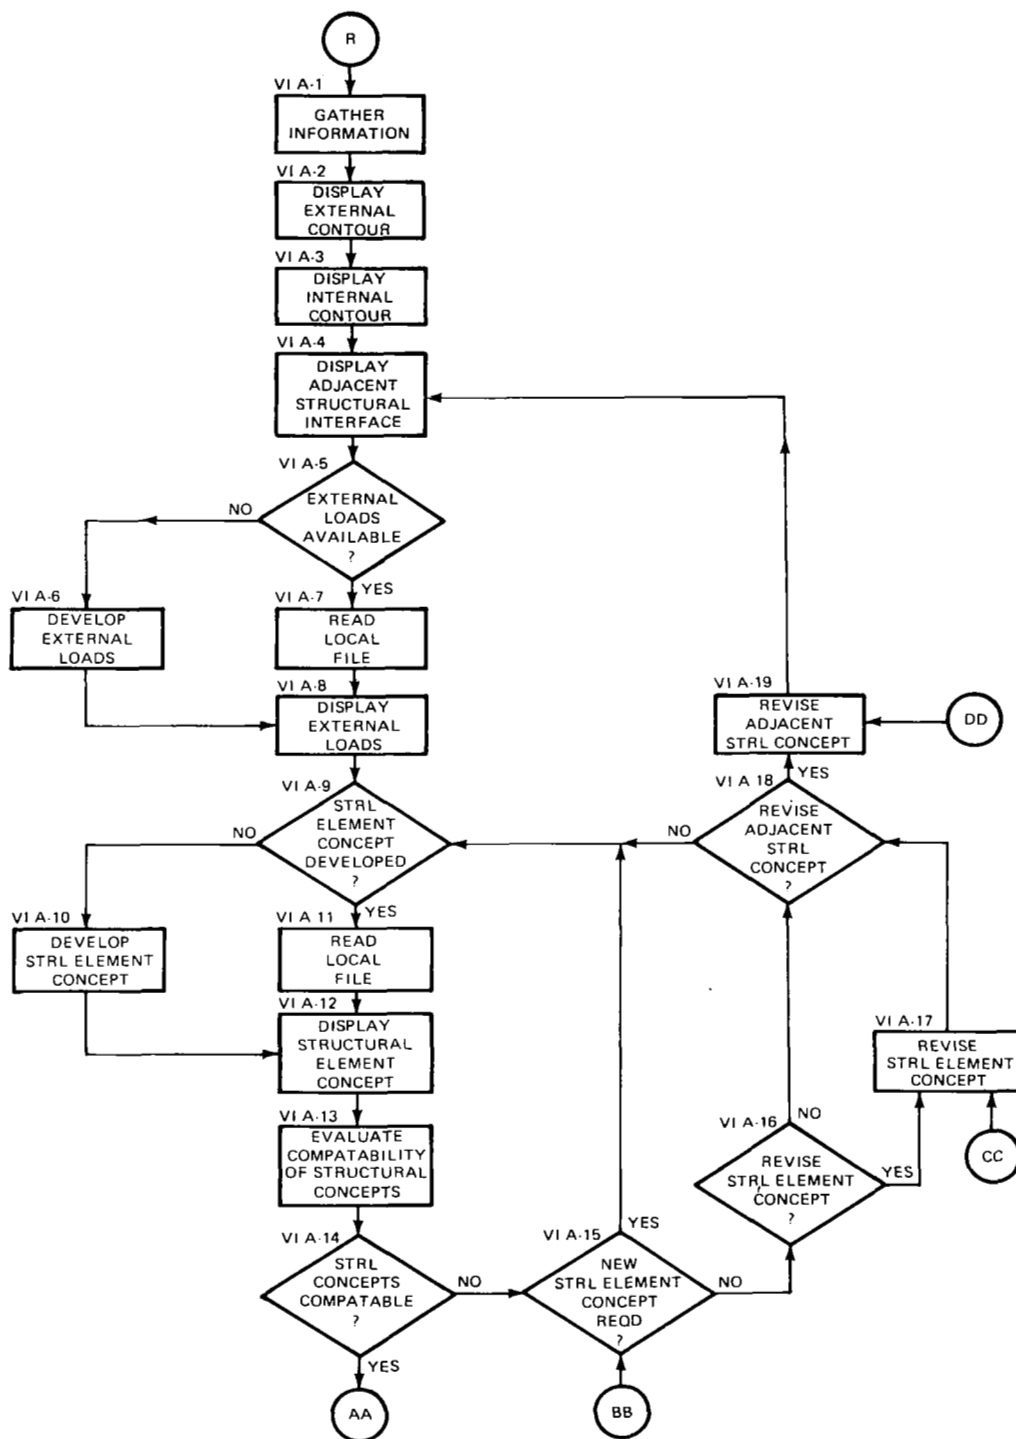 R
VI A-1
GATHER
INFORMATION
VI A-2
DISPLAY
EXTERNAL
CONTOUR
VI A-3
DISPLAY
INTERNAL
CONTOUR
VI A-4
DISPLAY
ADJACENT
STRUCTURAL
INTERFACE
VI A-5
EXTERNAL
LOADS
AVAILABLE
?
NO
YES
VI A-6
DEVELOP
EXTERNAL
LOADS
VI A-7
READ
LOCAL
FILE
VI A-8
DISPLAY
EXTERNAL
LOADS
VI A-19
REVISE
ADJACENT
STRL CONCEPT
DD
VI A-9
STRL
ELEMENT
CONCEPT
DEVELOPED
?
NO
YES
VI A 18
YES
REVISE
ADJACENT
STRL
CONCEPT
?
NO
VI A-10
DEVELOP
STRL ELEMENT
CONCEPT
VI A 11
READ
LOCAL
FILE
VI A-12
DISPLAY
STRUCTURAL
ELEMENT
CONCEPT
VI A-17
REVISE
STRL ELEMENT
CONCEPT
CC
VI A-13
EVALUATE
COMPATABILITY
OF STRUCTURAL
CONCEPTS
VI A-16
NO
REVISE
STRL ELEMENT
CONCEPT
?
YES
VI A-14
STRL
CONCEPTS
COMPATABLE
?
NO
YES
VI A-15
YES
NEW
STRL ELEMENT
CONCEPT
REQD
?
NO
AA
BB